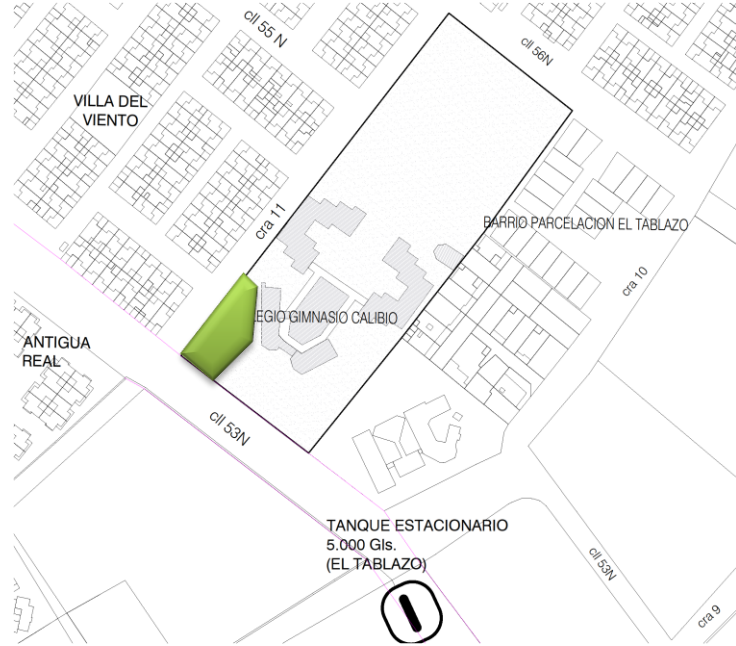 cll 55 N
cll 56N
VILLA DEL
VIENTO
cra 11
BARRIO PARCELACION EL TABLAZO
cra 10
EGIO GIMNASIO CALIBIO
ANTIGUA
REAL
cll 53N
TANQUE ESTACIONARIO
5.000 Gls.
(EL TABLAZO)
cll 53N
cra 9